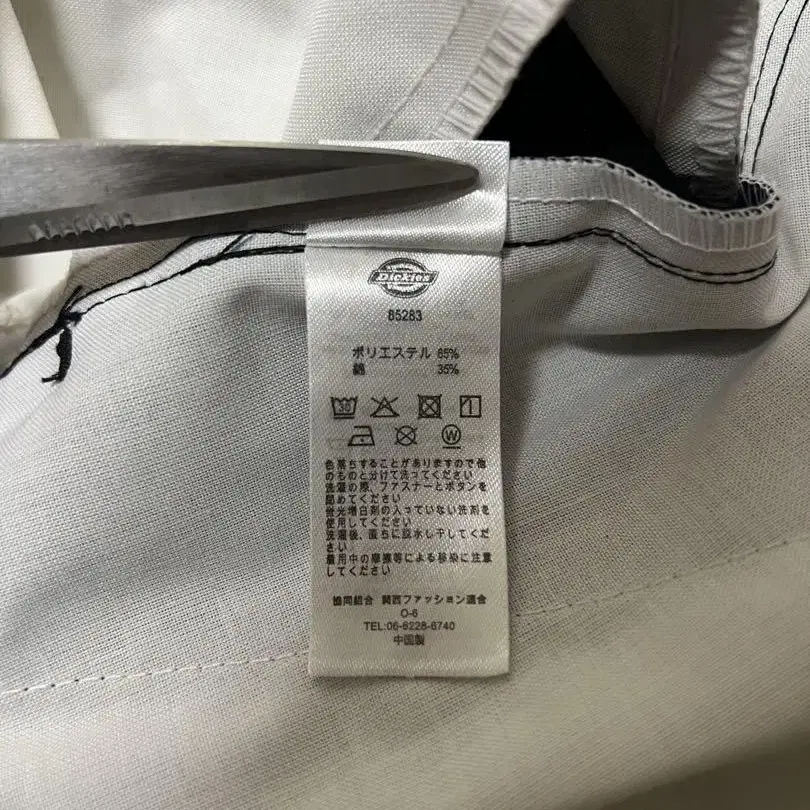 Dickies
85283
ポリエステル 65%
綿 35%
30
W
色落ちすることがありますので他
のものと分けて洗ってください
洗濯の際、ファスナーとボタンを
留めてください
蛍光増白剤の入っていない洗剤を
使用してください
洗濯後、直ちに脱水し干してくださ
い
着用中の摩擦等による移染に注意
してください
協同組合 関西ファッション連合
O-6
TEL:06-6228-6740
中国製